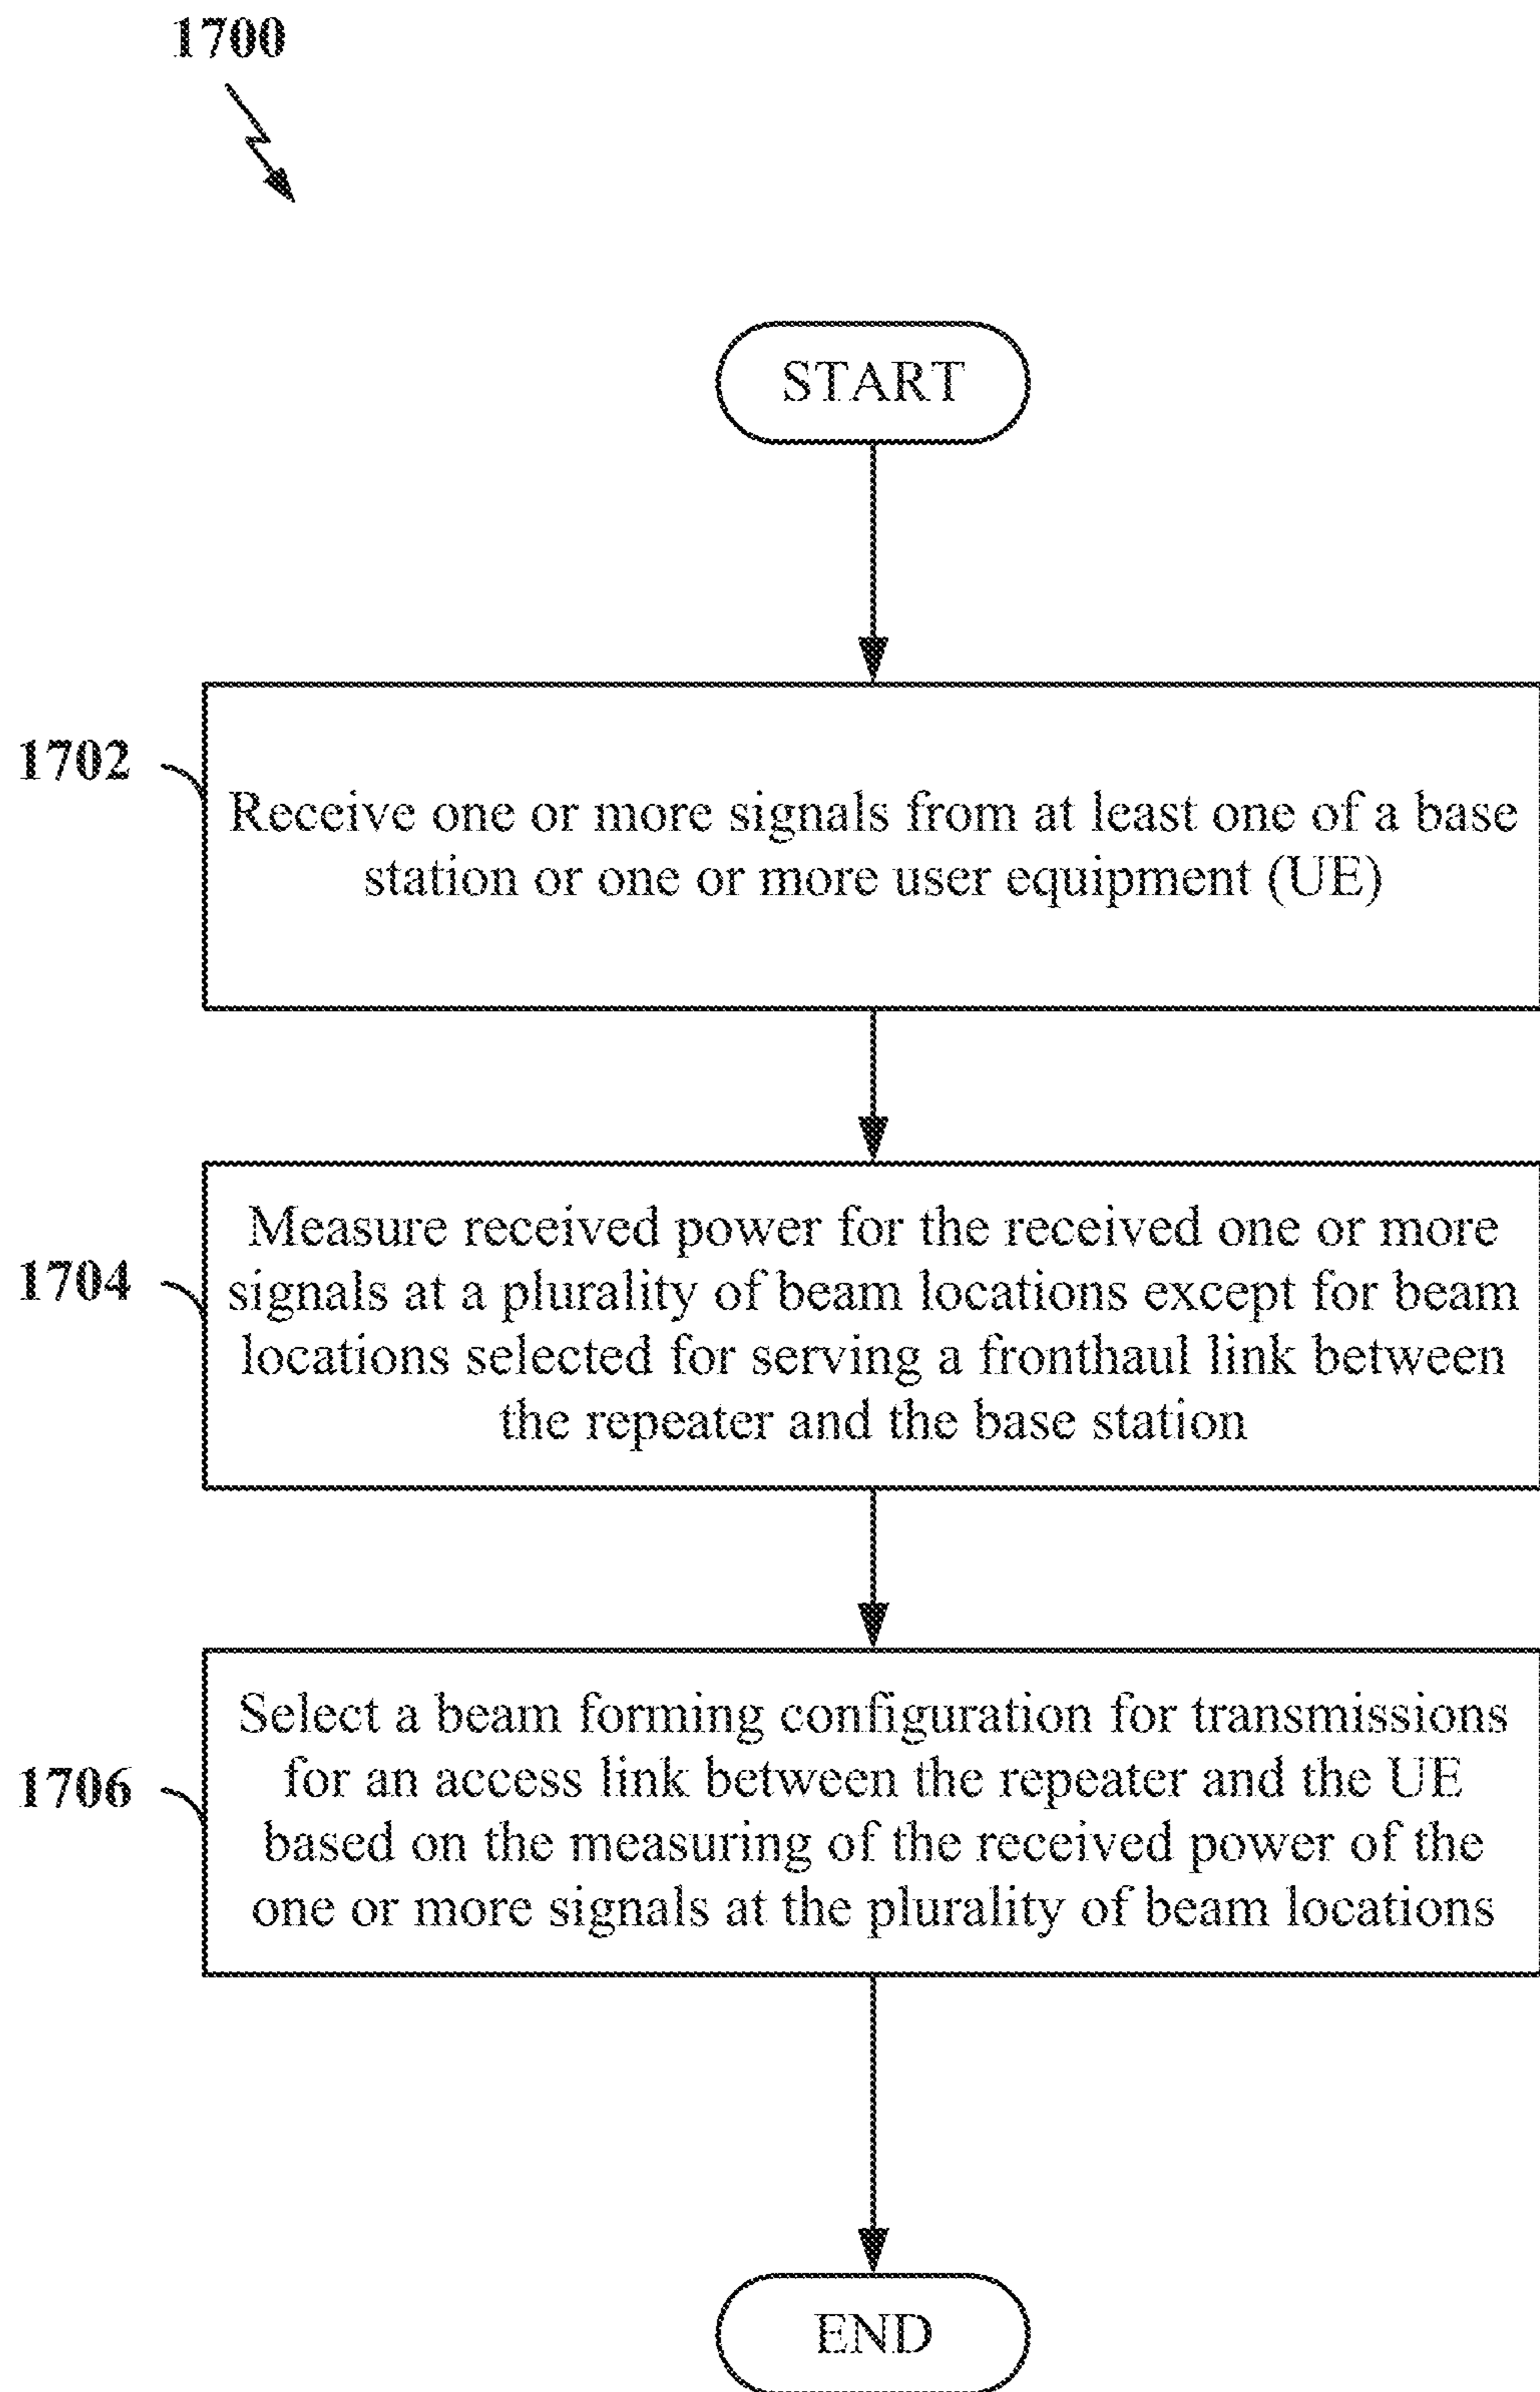 1700
START
1702
Receive one or more signals from at least one of a base
station or one or more user equipment (UE)
1704
Measure received power for the received one or more
signals at a plurality of beam locations except for beam
locations selected for serving a fronthaul link between
the repeater and the base station
1706
Select a beam forming configuration for transmissions
for an access link between the repeater and the UE
based on the measuring of the received power of the
one or more signals at the plurality of beam locations
END